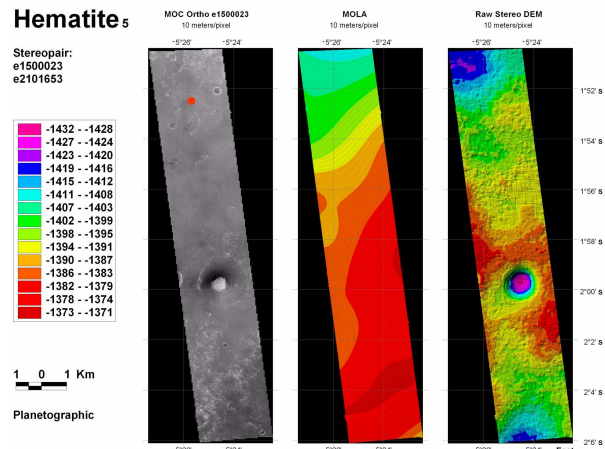 Hematite 5
Stereopair:
e1500023
e2101653
-1432 - -1428
-1427 - -1424
-1423 - -1420
-1419 - -1416
-1415 - -1412
-1411 - -1408
-1407 - -1403
-1402 - -1399
-1398 - -1395
-1394 - -1391
-1390 - -1387
-1386 - -1383
-1382 - -1379
-1378 - -1374
-1373 - -1371
1 0 1 Km
Planetographic
MOC Ortho e1500023
10 meters/pixel
-5°26' -5°24'
MOLA
10 meters/pixel
-5°26' -5°24'
Raw Stereo DEM
10 meters/pixel
-5°26' -5°24'
1°52' S
1°54' S
1°56' S
1°58' S
2°00' S
2°2' S
2°4' S
2°6' S